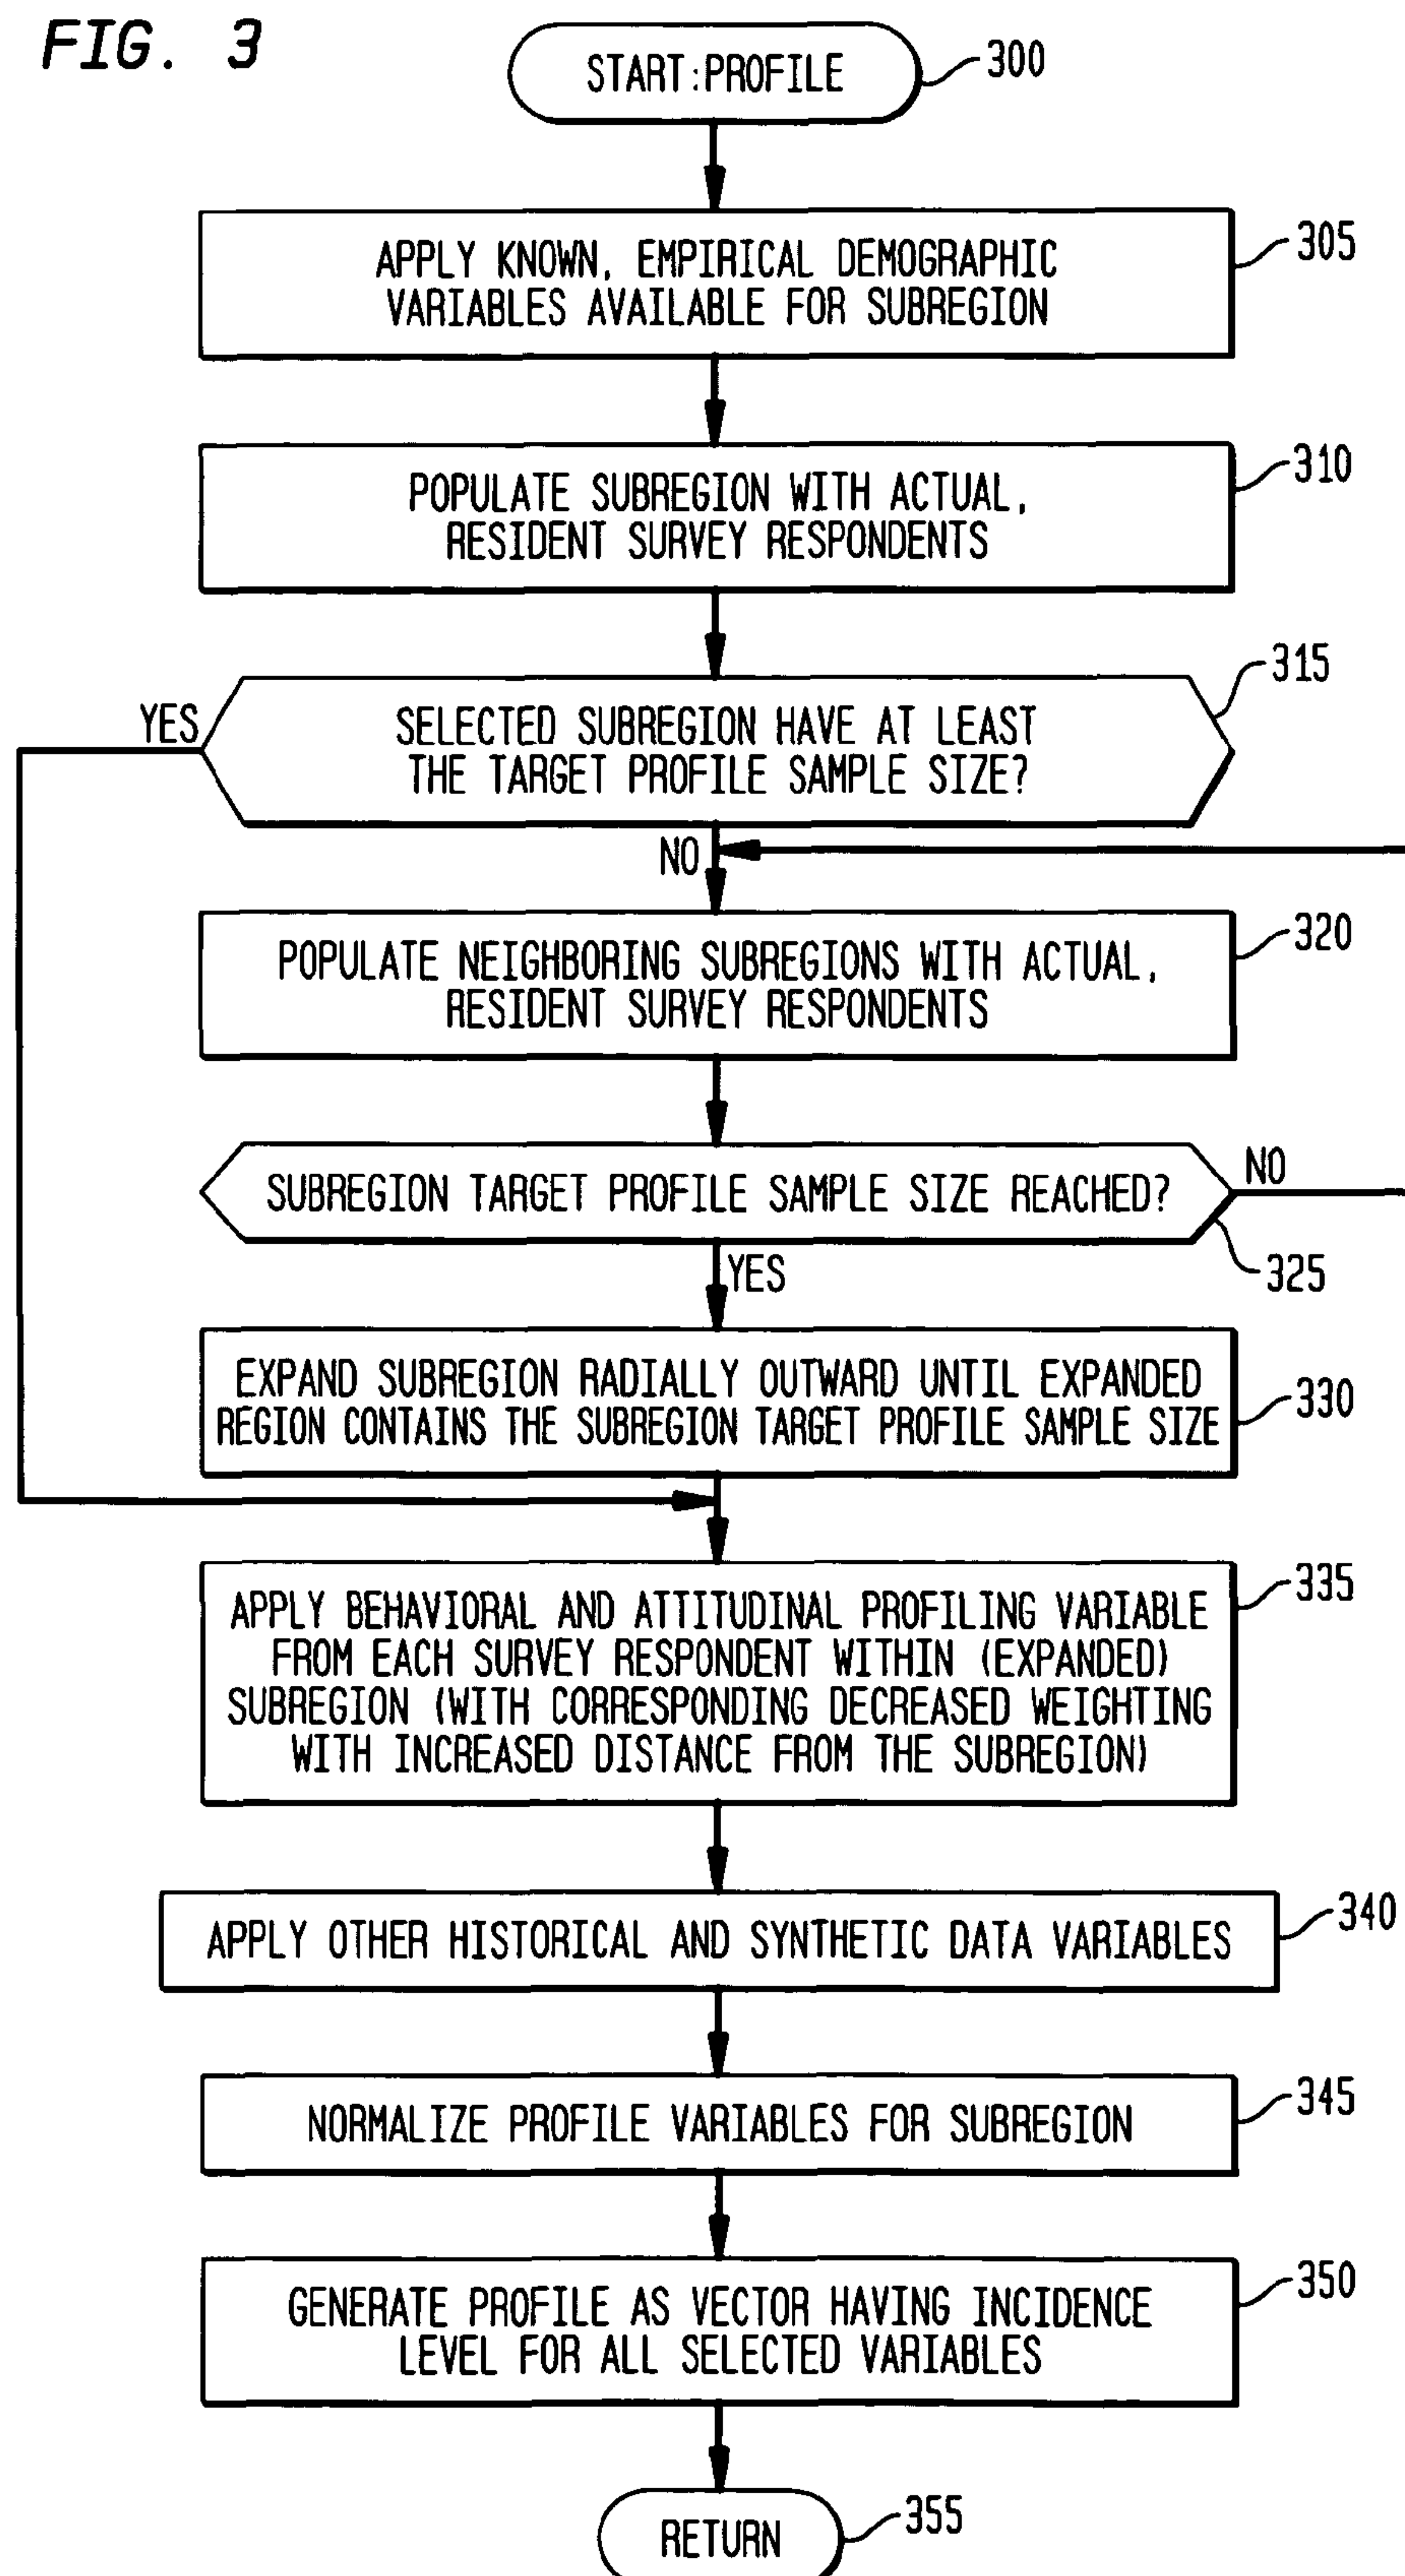 FIG. 3
START:PROFILE
300
APPLY KNOWN, EMPIRICAL DEMOGRAPHIC
VARIABLES AVAILABLE FOR SUBREGION
305
POPULATE SUBREGION WITH ACTUAL,
RESIDENT SURVEY RESPONDENTS
310
SELECTED SUBREGION HAVE AT LEAST
THE TARGET PROFILE SAMPLE SIZE?
315
YES
NO
POPULATE NEIGHBORING SUBREGIONS WITH ACTUAL,
RESIDENT SURVEY RESPONDENTS
320
SUBREGION TARGET PROFILE SAMPLE SIZE REACHED?
NO
325
YES
EXPAND SUBREGION RADIALLY OUTWARD UNTIL EXPANDED
REGION CONTAINS THE SUBREGION TARGET PROFILE SAMPLE SIZE
330
APPLY BEHAVIORAL AND ATTITUDINAL PROFILING VARIABLE
FROM EACH SURVEY RESPONDENT WITHIN (EXPANDED)
SUBREGION (WITH CORRESPONDING DECREASED WEIGHTING
WITH INCREASED DISTANCE FROM THE SUBREGION)
335
APPLY OTHER HISTORICAL AND SYNTHETIC DATA VARIABLES
340
NORMALIZE PROFILE VARIABLES FOR SUBREGION
345
GENERATE PROFILE AS VECTOR HAVING INCIDENCE
LEVEL FOR ALL SELECTED VARIABLES
350
RETURN
355